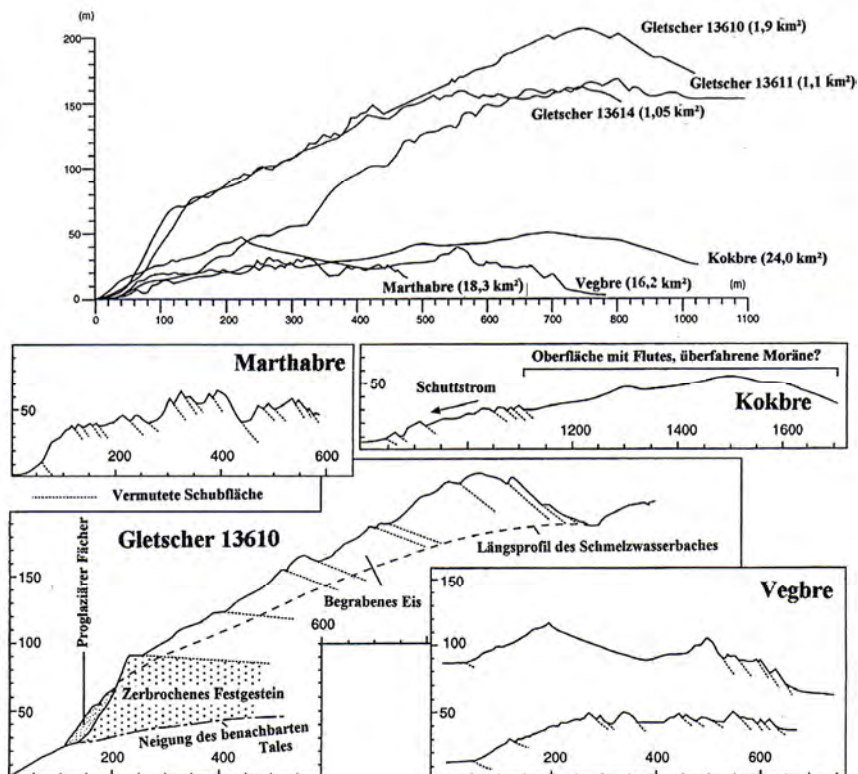 (m)
200
150
100
50
0
0
100
200
300
400
500
600
700
800
900
1000
1100
(m)
Gletscher 13610 (1,9 km²)
Gletscher 13611 (1,1 km²)
Gletscher 13614 (1,05 km²)
Kokbre (24,0 km²)
Marthabre (18,3 km²)
Vegbre (16,2 km²)
Marthabre
50
200
400
600
Oberfläche mit Flutes, überfahrene Moräne?
50
Schuttstrom
Kokbre
1200
1400
1600
Vermutete Schubfläche
Gletscher 13610
Proglaziärer Fächer
150
100
50
0
Längsprofil des Schmelzwasserbaches
Begrabenes Eis
600
800
Zerbrochenes Festgestein
Neigung des benachbarten
Tales
200
400
150
Vegbre
100
50
200
400
600